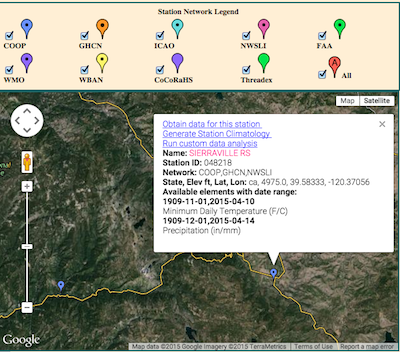 Station Network Legend
COOP GHCN ICAO NWSLI FAA
WMO WBAN CoCoRaHS Threadex All
A
Map Satellite
Obtain data for this station
Generate Station Climatology
Run custom data analysis
Name: SIERRAVILLE RS
Station ID: 048218
Network: COOP,GHCN,NWSLI
State, Elev ft, Lat, Lon: ca, 4975.0, 39.58333, -120.37056
Available elements with date range:
1909-11-01,2015-04-10
Minimum Daily Temperature (F/C)
1909-12-01,2015-04-14
Precipitation (in/mm)
Google
Map data ©2015 Google Imagery ©2015 TerraMetrics Terms of Use Report a map error